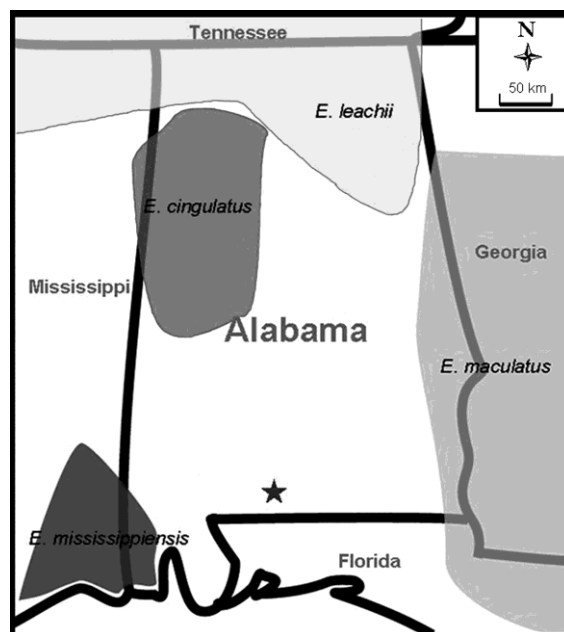 Tennessee
N
50 km
E. leachii
E. cingulatus
Georgia
Mississippi
Alabama
E. maculatus
E. mississippiensis
Florida